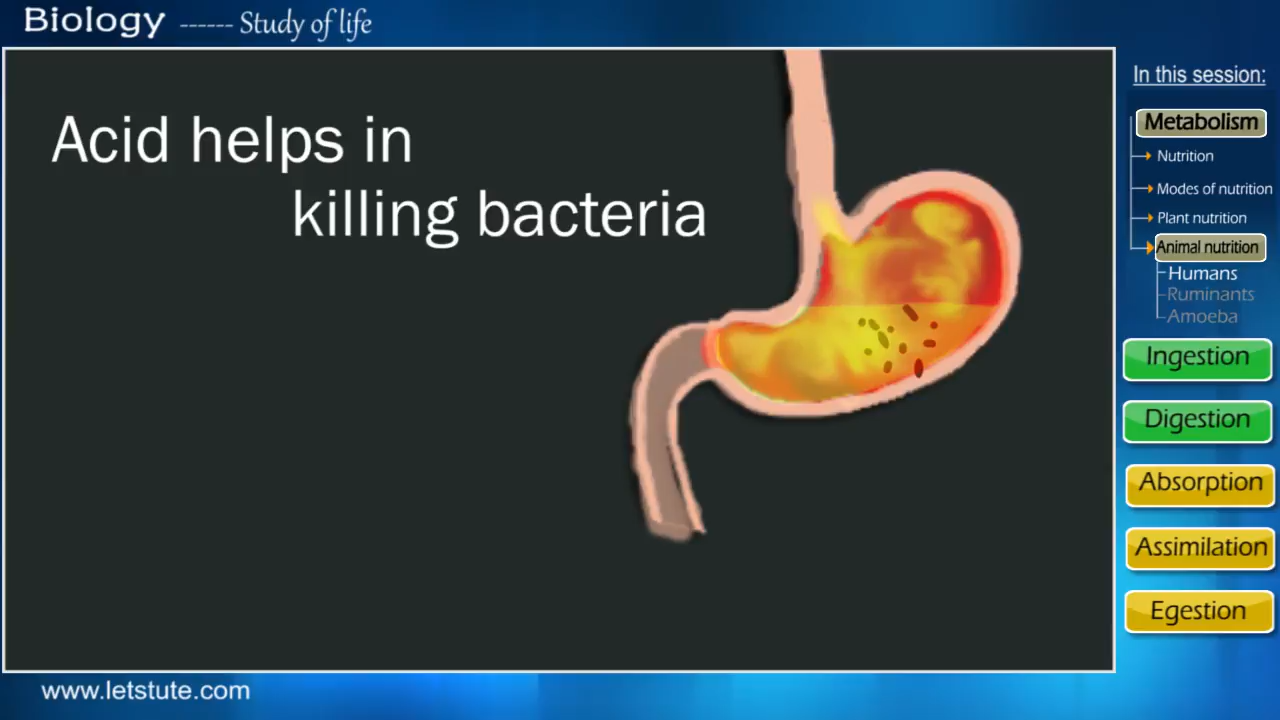 Biology ------ Study of life
Acid helps in
killing bacteria
In this session:
Metabolism
Nutrition
Modes of nutrition
Plant nutrition
Animal nutrition
Humans
Ruminants
Amoeba
Ingestion
Digestion
Absorption
Assimilation
Egestion
www.letstute.com